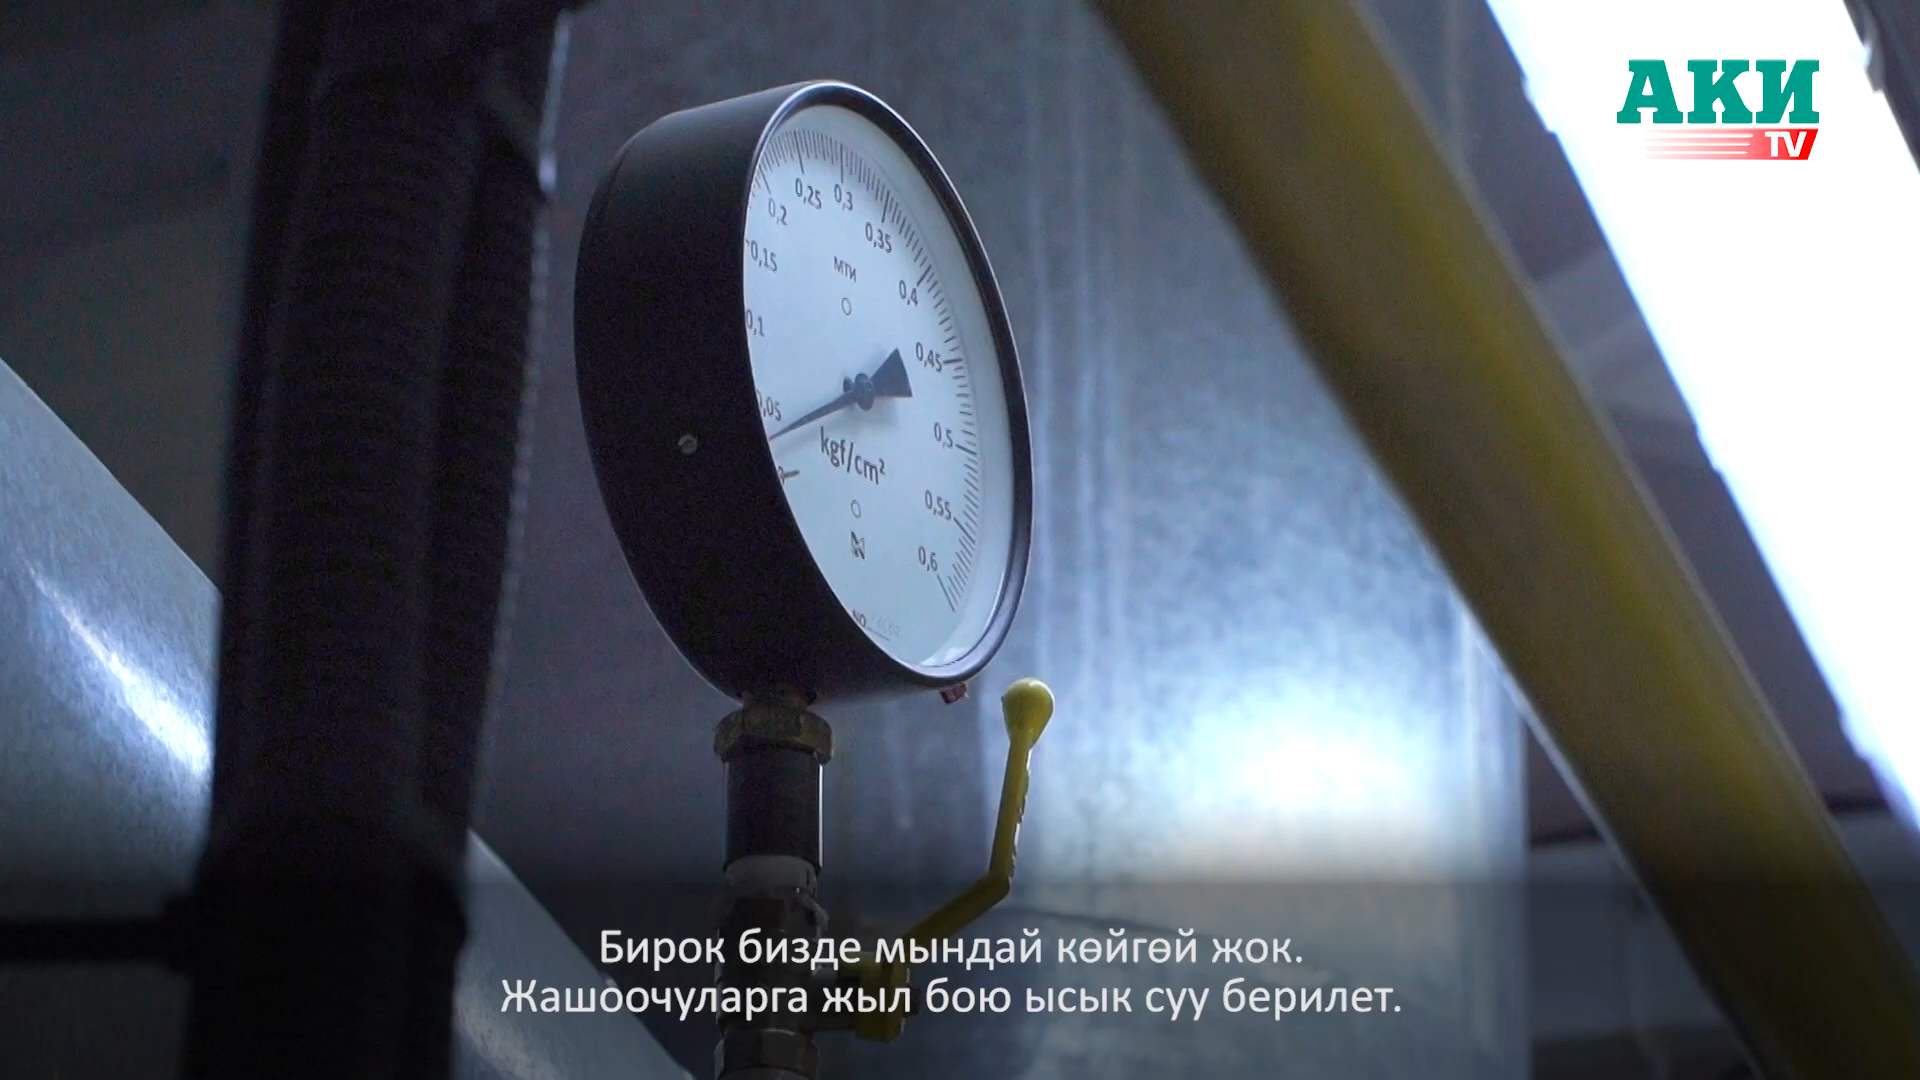 АКИ
TV
0,25
0,3
0,2
0,35
0,15
МТИ
0,4
0,1
0,45
0,05
0,5
kgf/cm²
0
0,55
0,6
Бирок бизде мындай көйгөй жок.
Жашоочуларга жыл бою ысык суу берилет.